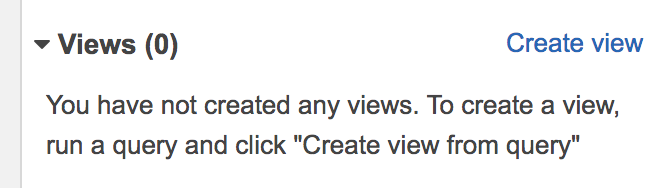 Views (0) Create view
You have not created any views. To create a view,
run a query and click "Create view from query"